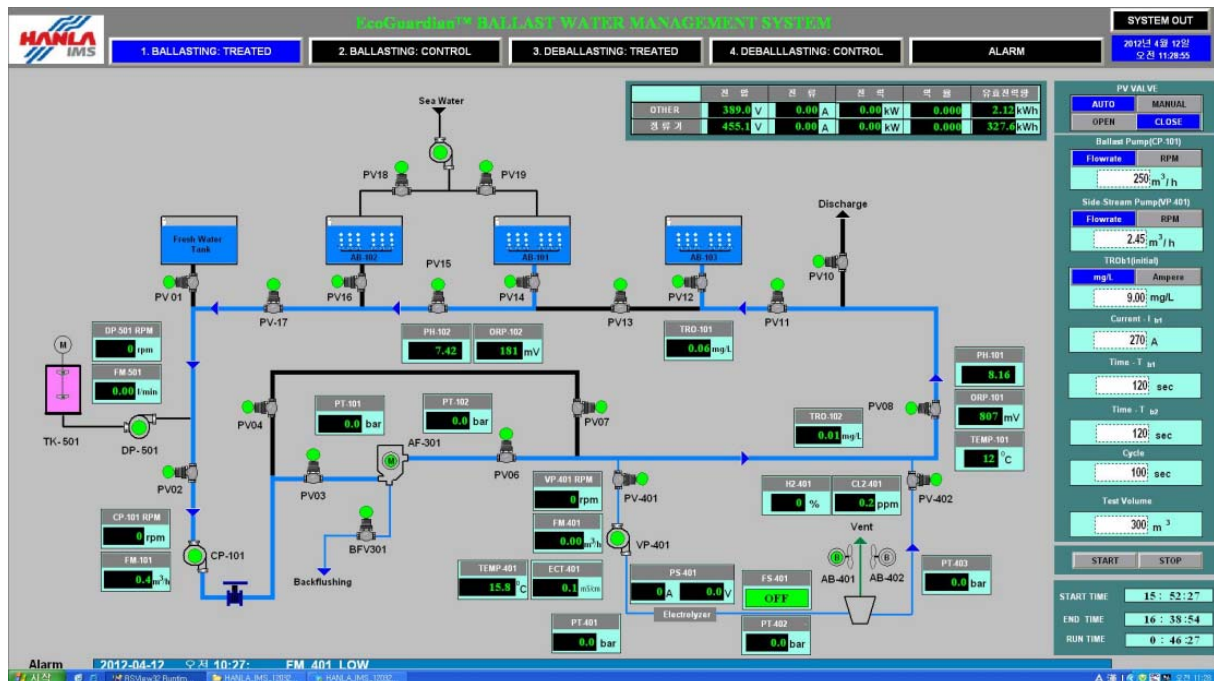 EcoGuardian™ BALLAST WATER MANAGEMENT SYSTEM
SYSTEM OUT
HANLA
IMS
1. BALLASTING: TREATED
2. BALLASTING: CONTROL
3. DEBALLASTING: TREATED
4. DEBALLLASTING: CONTROL
ALARM
2012년 4월 12일
오전 11:28:55
전 압 전 류 전 력 역 률 유효전력량
OTHER 389.0 V 0.00 A 0.00 kW 0.000 2.12 kWh
정 류 기 455.1 V 0.00 A 0.00 kW 0.000 327.6 kWh
PV VALVE
AUTO MANUAL
OPEN CLOSE
Ballast Pump(CP-101)
Flowrate RPM
250 m³/ h
Side-Stream Pump(VP-401)
Flowrate RPM
2.45 m³/ h
TROb1(initial)
mg/L Ampere
9.00 mg/L
Current - I b1
270 A
Time - T b1
120 sec
Time - T b2
120 sec
Cycle
100 sec
Test Volume
300 m ³
START STOP
START TIME 15 : 52:27
END TIME 16 : 38:54
RUN TIME 0 : 46:27
Sea Water
PV18
PV19
Discharge
Fresh Water
Tank
AB-102
AB-101
AB-103
PV 01
PV-17
PV16
PV15
PV14
PV13
PV12
PV11
PV10
DP-501 RPM
0 rpm
FM-501
0.00 l/min
M
TK-501
DP-501
PH-102
7.42
ORP-102
181 mV
TRO-101
0.06 mg/L
PH-101
8.16
ORP-101
807 mV
TEMP-101
12 °C
PV04
PT-101
0.0 bar
PT-102
0.0 bar
AF-301
M
PV07
PV08
TRO-102
0.01 mg/L
PV02
PV03
PV06
BFV301
Backflushing
CP-101 RPM
0 rpm
FM-101
0.4 m³/h
CP-101
VP-401 RPM
0 rpm
FM-401
0.00 m³/h
PV-401
VP-401
H2-401
0 %
CL2-401
0.2 ppm
PV-402
Vent
B
B
AB-401
AB-402
TEMP-401
15.8 °C
ECT-401
0.1 mS/cm
PS-401
0 A 0.0 V
FS-401
OFF
PT-403
0.0 bar
Electrolyzer
PT-401
0.0 bar
PT-402
0.0 bar
Alarm
2012-04-12 오전 10:27: FM 401 LOW
시작
RSView32 Runtim...
HANLA_IMS_12032...
HANLA_IMS_12032...
오전 11:28